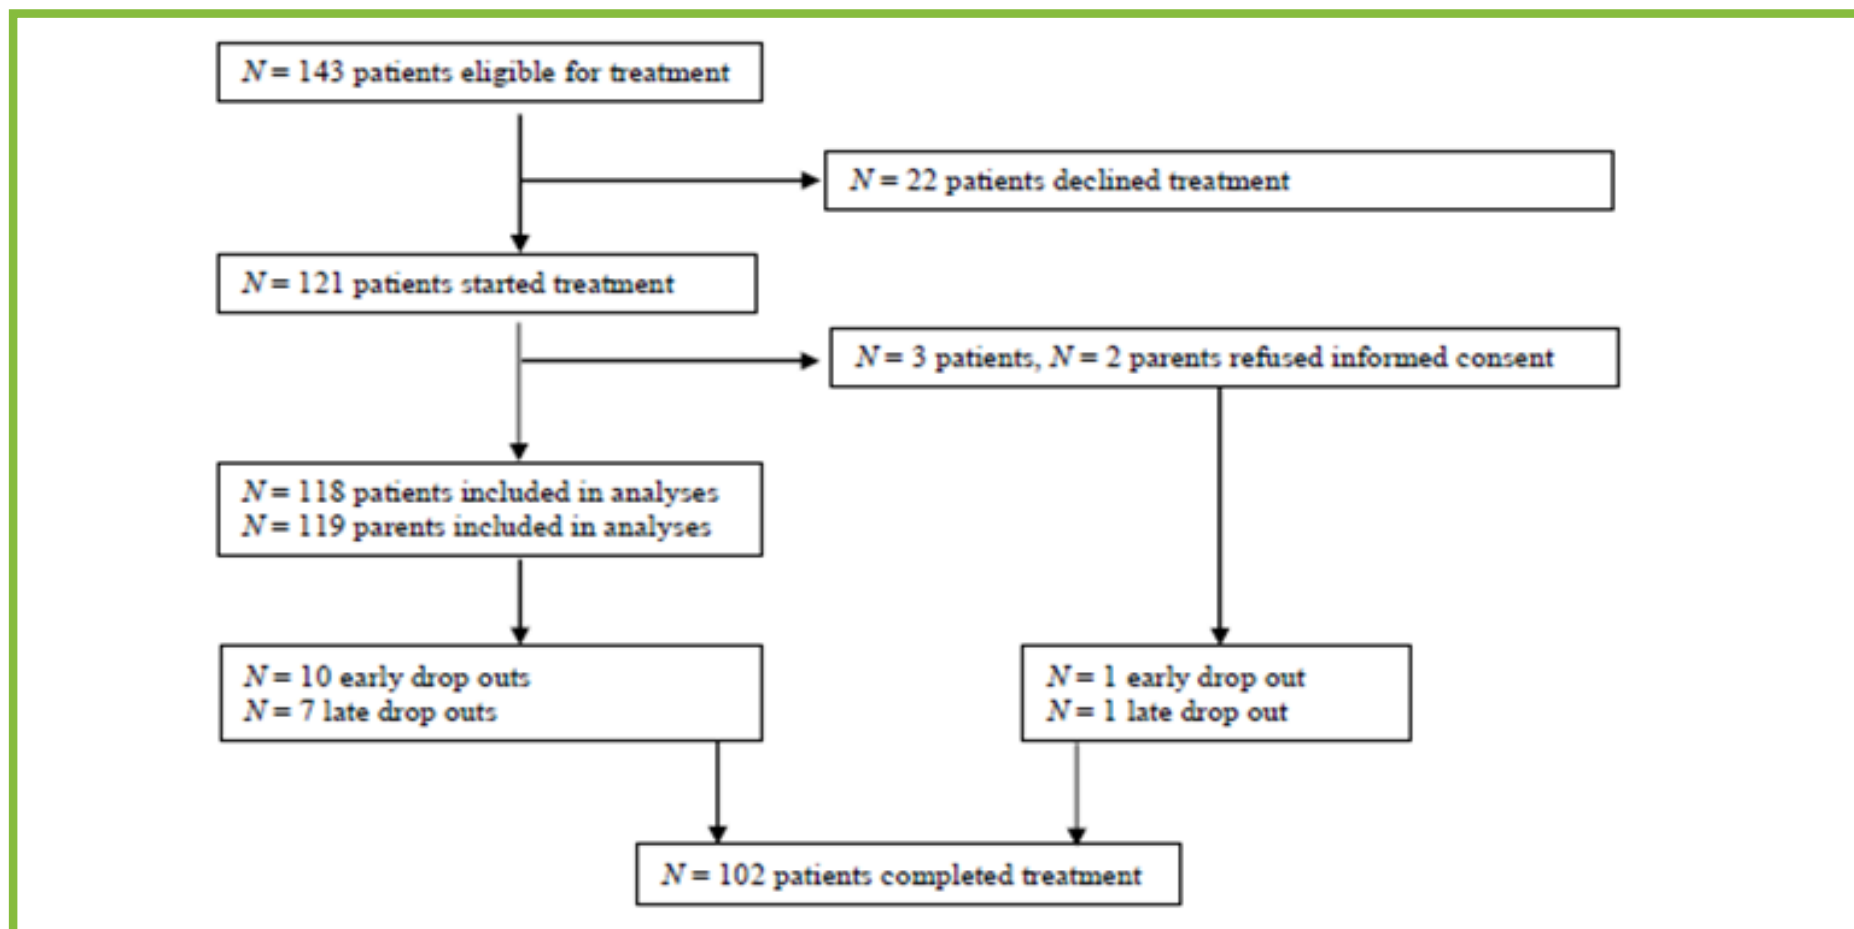 N = 143 patients eligible for treatment
N = 22 patients declined treatment
N = 121 patients started treatment
N = 3 patients, N = 2 parents refused informed consent
N = 118 patients included in analyses
N = 119 parents included in analyses
N = 10 early drop outs
N = 7 late drop outs
N = 1 early drop out
N = 1 late drop out
N = 102 patients completed treatment